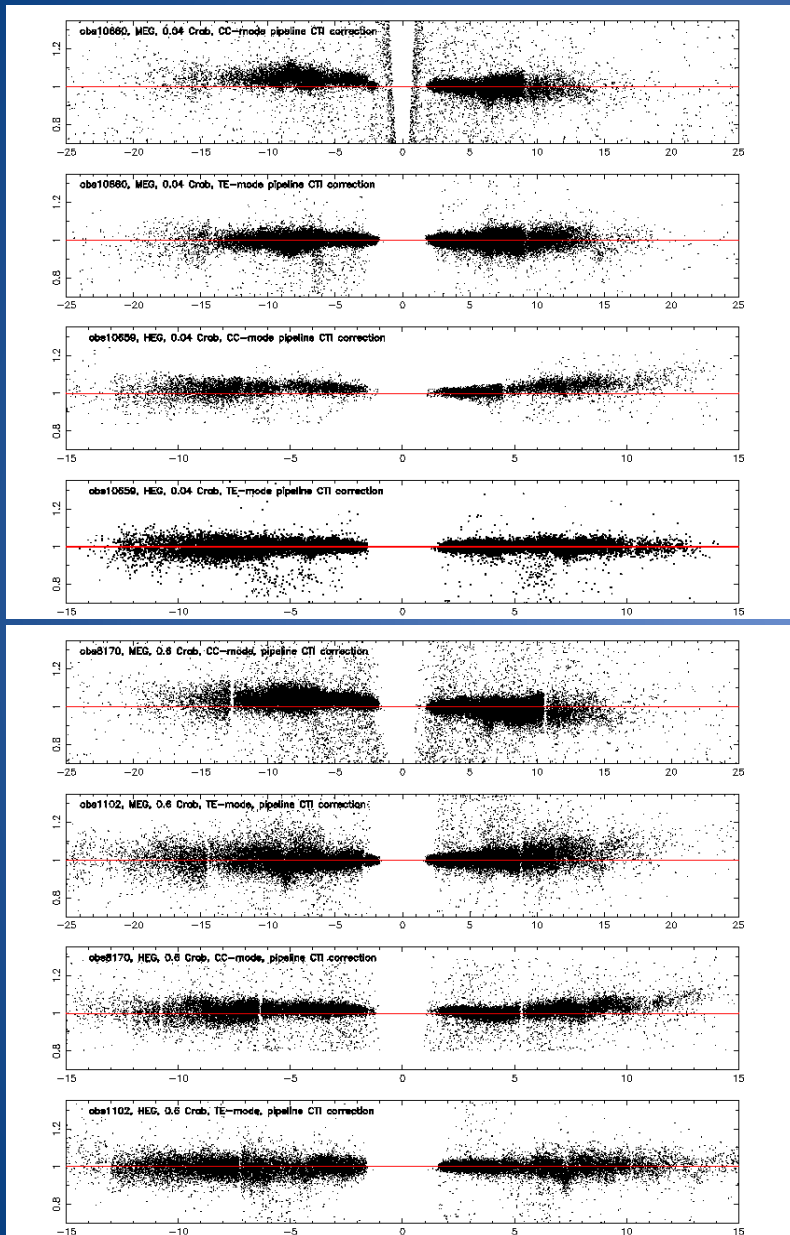 obs10660, MEG, 0.04 Crab, CC-mode pipeline CTI correction
1.2
1
0.8
−25 −20 −15 −10 −5 0 5 10 15 20 25
obs10660, MEG, 0.04 Crab, TE-mode pipeline CTI correction
1.2
1
0.8
−25 −20 −15 −10 −5 0 5 10 15 20 25
obs10659, HEG, 0.04 Crab, CC-mode pipeline CTI correction
1.2
1
0.8
−15 −10 −5 0 5 10 15
obs10659, HEG, 0.04 Crab, TE-mode pipeline CTI correction
1.2
1
0.8
−15 −10 −5 0 5 10 15
obs8170, MEG, 0.6 Crab, CC-mode, pipeline CTI correction
1.2
1
0.8
−25 −20 −15 −10 −5 0 5 10 15 20 25
obs1102, MEG, 0.6 Crab, TE-mode, pipeline CTI correction
1.2
1
0.8
−25 −20 −15 −10 −5 0 5 10 15 20 25
obs8170, HEG, 0.6 Crab, CC-mode, pipeline CTI correction
1.2
1
0.8
−15 −10 −5 0 5 10 15
obs1102, HEG, 0.6 Crab, TE-mode, pipeline CTI correction
1.2
1
0.8
−15 −10 −5 0 5 10 15